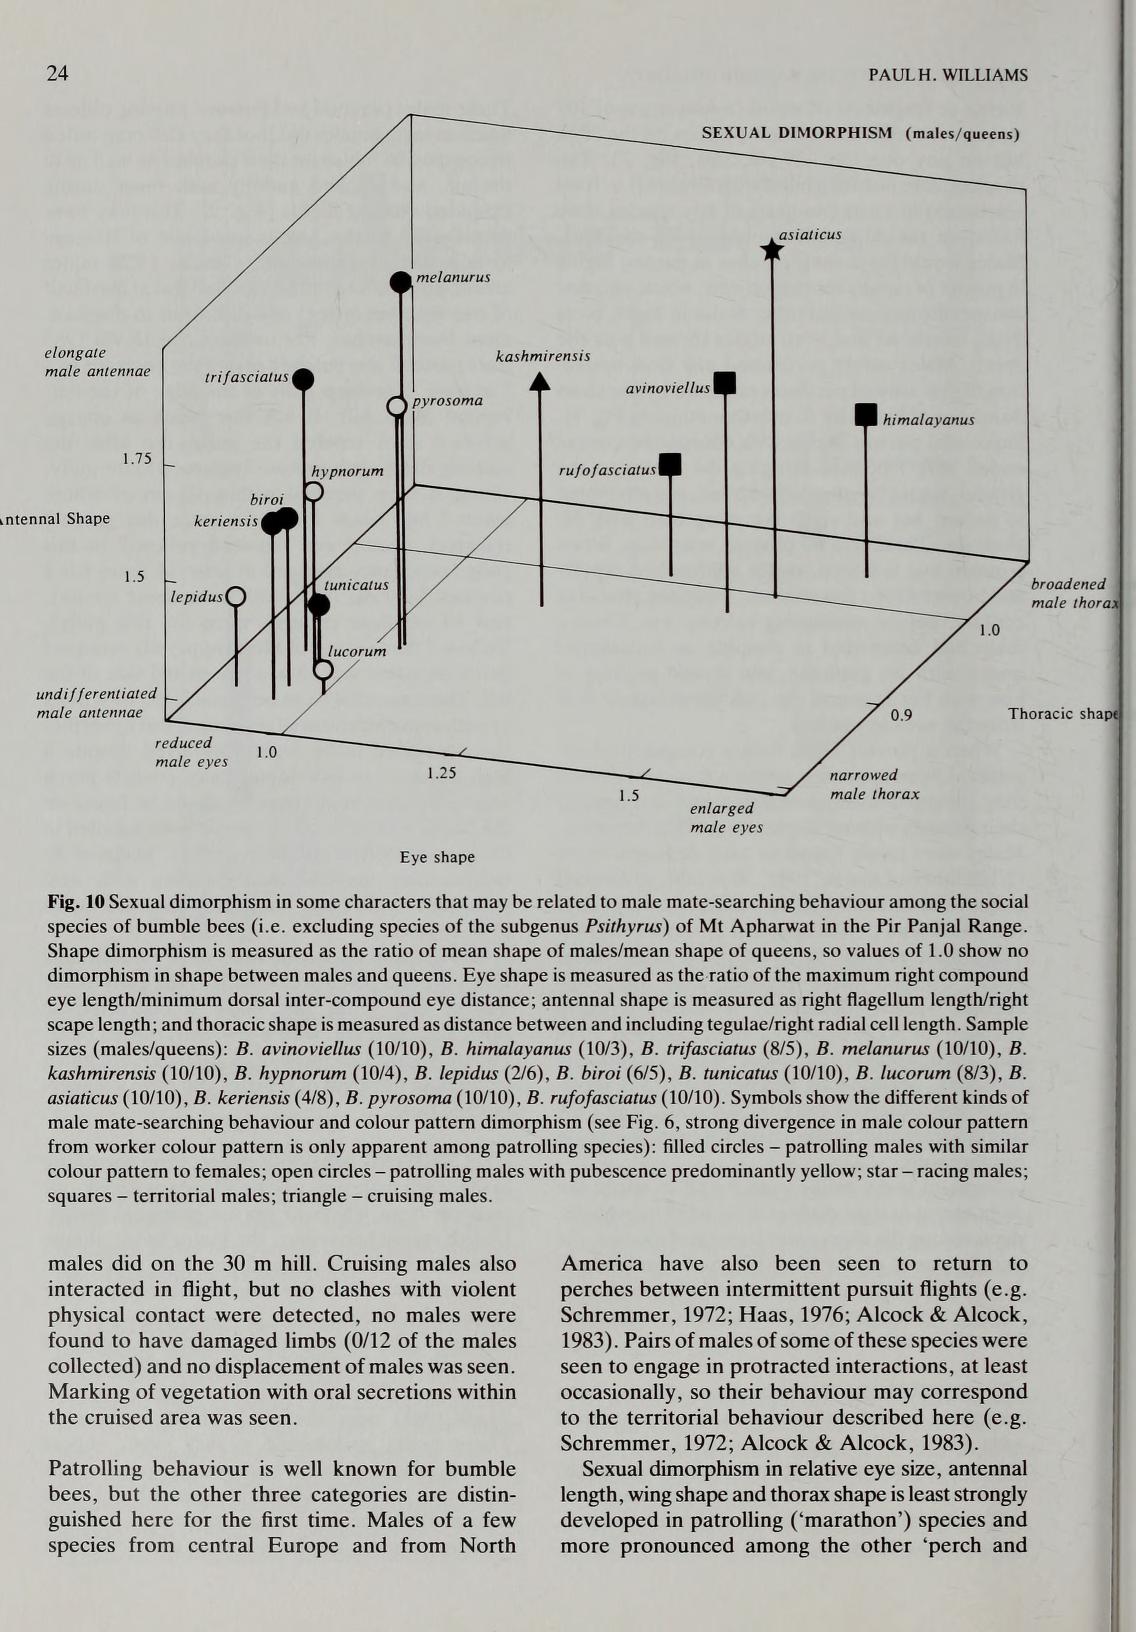 24
PAUL H. WILLIAMS
SEXUAL DIMORPHISM (males/queens)
asiaticus
melanurus
elongate
male antennae
trifasciatus
kashmirensis
avinoviellus
pyrosoma
himalayanus
1.75
hypnorum
rufofasciatus
biroi
ntennal Shape
keriensis
1.5
lepidus
tunicatus
broadened
male thorax
1.0
lucorum
undifferentiated
male antennae
0.9
Thoracic shape
reduced
male eyes
1.0
1.25
narrowed
male thorax
1.5
enlarged
male eyes
Eye shape
Fig. 10 Sexual dimorphism in some characters that may be related to male mate-searching behaviour among the social
species of bumble bees (i.e. excluding species of the subgenus Psithyrus) of Mt Apharwat in the Pir Panjal Range.
Shape dimorphism is measured as the ratio of mean shape of males/mean shape of queens, so values of 1.0 show no
dimorphism in shape between males and queens. Eye shape is measured as the ratio of the maximum right compound
eye length/minimum dorsal inter-compound eye distance; antennal shape is measured as right flagellum length/right
scape length; and thoracic shape is measured as distance between and including tegulae/right radial cell length. Sample
sizes (males/queens): B. avinoviellus (10/10), B. himalayanus (10/3), B. trifasciatus (8/5), B. melanurus (10/10), B.
kashmirensis (10/10), B. hypnorum (10/4), B. lepidus (2/6), B. biroi (6/5), B. tunicatus (10/10), B. lucorum (8/3), B.
asiaticus (10/10), B. keriensis (4/8), B. pyrosoma (10/10), B. rufofasciatus (10/10). Symbols show the different kinds of
male mate-searching behaviour and colour pattern dimorphism (see Fig. 6, strong divergence in male colour pattern
from worker colour pattern is only apparent among patrolling species): filled circles – patrolling males with similar
colour pattern to females; open circles – patrolling males with pubescence predominantly yellow; star – racing males;
squares – territorial males; triangle – cruising males.
males did on the 30 m hill. Cruising males also
interacted in flight, but no clashes with violent
physical contact were detected, no males were
found to have damaged limbs (0/12 of the males
collected) and no displacement of males was seen.
Marking of vegetation with oral secretions within
the cruised area was seen.
Patrolling behaviour is well known for bumble
bees, but the other three categories are distin-
guished here for the first time. Males of a few
species from central Europe and from North
America have also been seen to return to
perches between intermittent pursuit flights (e.g.
Schremmer, 1972; Haas, 1976; Alcock & Alcock,
1983). Pairs of males of some of these species were
seen to engage in protracted interactions, at least
occasionally, so their behaviour may correspond
to the territorial behaviour described here (e.g.
Schremmer, 1972; Alcock & Alcock, 1983).
Sexual dimorphism in relative eye size, antennal
length, wing shape and thorax shape is least strongly
developed in patrolling (‘marathon’) species and
more pronounced among the other ‘perch and